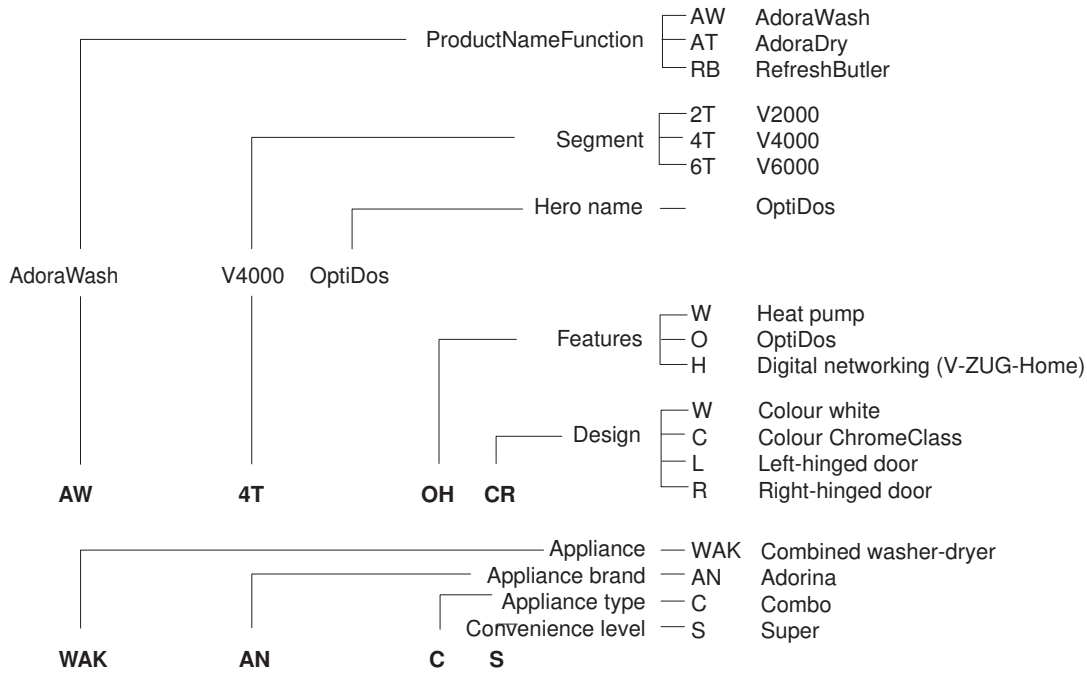 AW AdoraWash
ProductNameFunction AT AdoraDry
RB RefreshButler
2T V2000
Segment 4T V4000
6T V6000
Hero name OptiDos
AdoraWash V4000 OptiDos
W Heat pump
Features O OptiDos
H Digital networking (V-ZUG-Home)
W Colour white
Design C Colour ChromeClass
L Left-hinged door
R Right-hinged door
AW 4T OH CR
Appliance WAK Combined washer-dryer
Appliance brand AN Adorina
Appliance type C Combo
Convenience level S Super
WAK AN C S